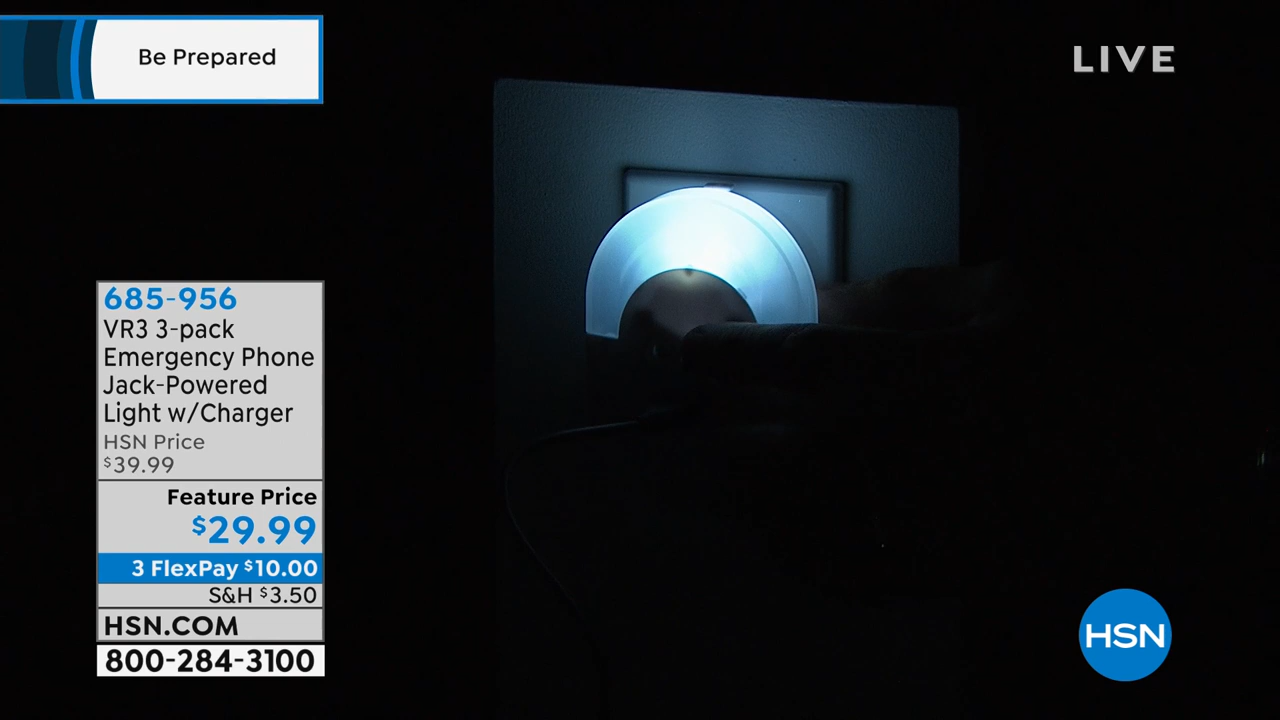 Be Prepared
LIVE
685-956
VR3 3-pack
Emergency Phone
Jack-Powered
Light w/Charger
HSN Price
$39.99
Feature Price
$29.99
3 FlexPay $10.00
S&H $3.50
HSN.COM
800-284-3100
HSN